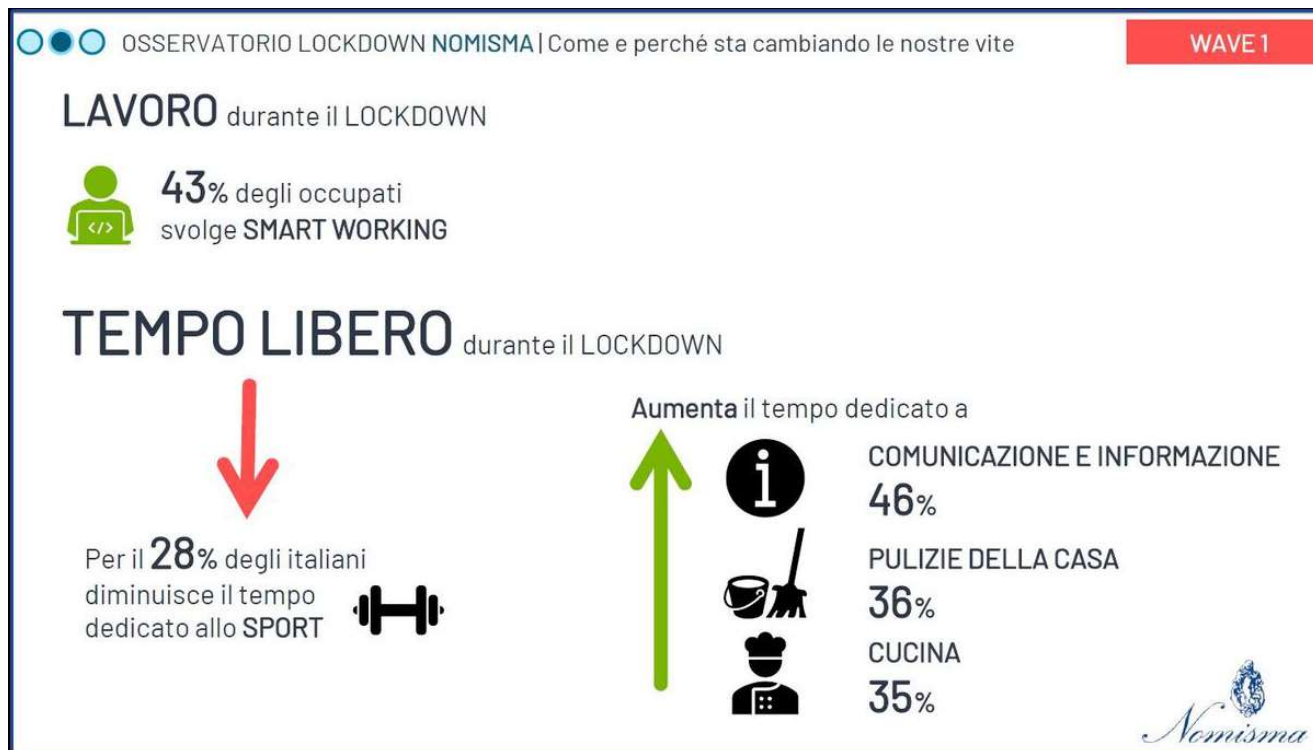 OSSERVATORIO LOCKDOWN NOMISMA | Come e perché sta cambiando le nostre vite
WAVE 1
LAVORO durante il LOCKDOWN
43% degli occupati
svolge SMART WORKING
</>
TEMPO LIBERO durante il LOCKDOWN
Per il 28% degli italiani
diminuisce il tempo
dedicato allo SPORT
Aumenta il tempo dedicato a
i
COMUNICAZIONE E INFORMAZIONE
46%
PULIZIE DELLA CASA
36%
CUCINA
35%
Nomisma